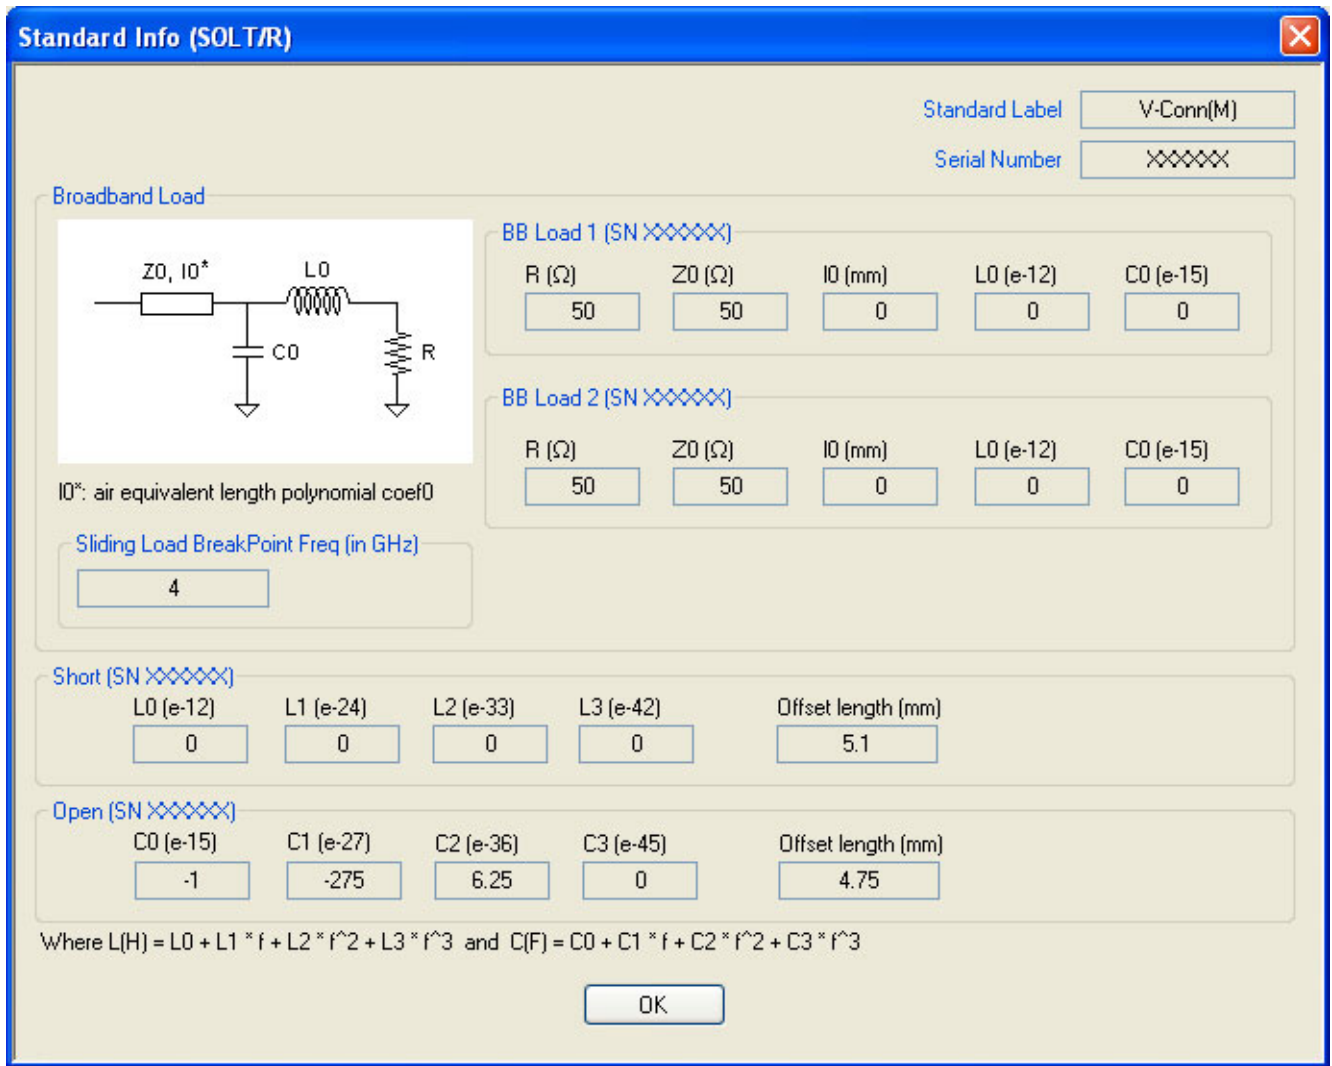 Standard Info (SOLT/R)
Standard Label V-Conn(M)
Serial Number XXXXXX
Broadband Load
Z0, l0* L0
C0 R
l0*: air equivalent length polynomial coef0
BB Load 1 (SN XXXXXX)
R (Ω) Z0 (Ω) l0 (mm) L0 (e-12) C0 (e-15)
50 50 0 0 0
BB Load 2 (SN XXXXXX)
R (Ω) Z0 (Ω) l0 (mm) L0 (e-12) C0 (e-15)
50 50 0 0 0
Sliding Load BreakPoint Freq (in GHz)
4
Short (SN XXXXXX)
L0 (e-12) L1 (e-24) L2 (e-33) L3 (e-42) Offset length (mm)
0 0 0 0 5.1
Open (SN XXXXXX)
C0 (e-15) C1 (e-27) C2 (e-36) C3 (e-45) Offset length (mm)
-1 -275 6.25 0 4.75
Where L(H) = L0 + L1 * f + L2 * f^2 + L3 * f^3 and C(F) = C0 + C1 * f + C2 * f^2 + C3 * f^3
OK